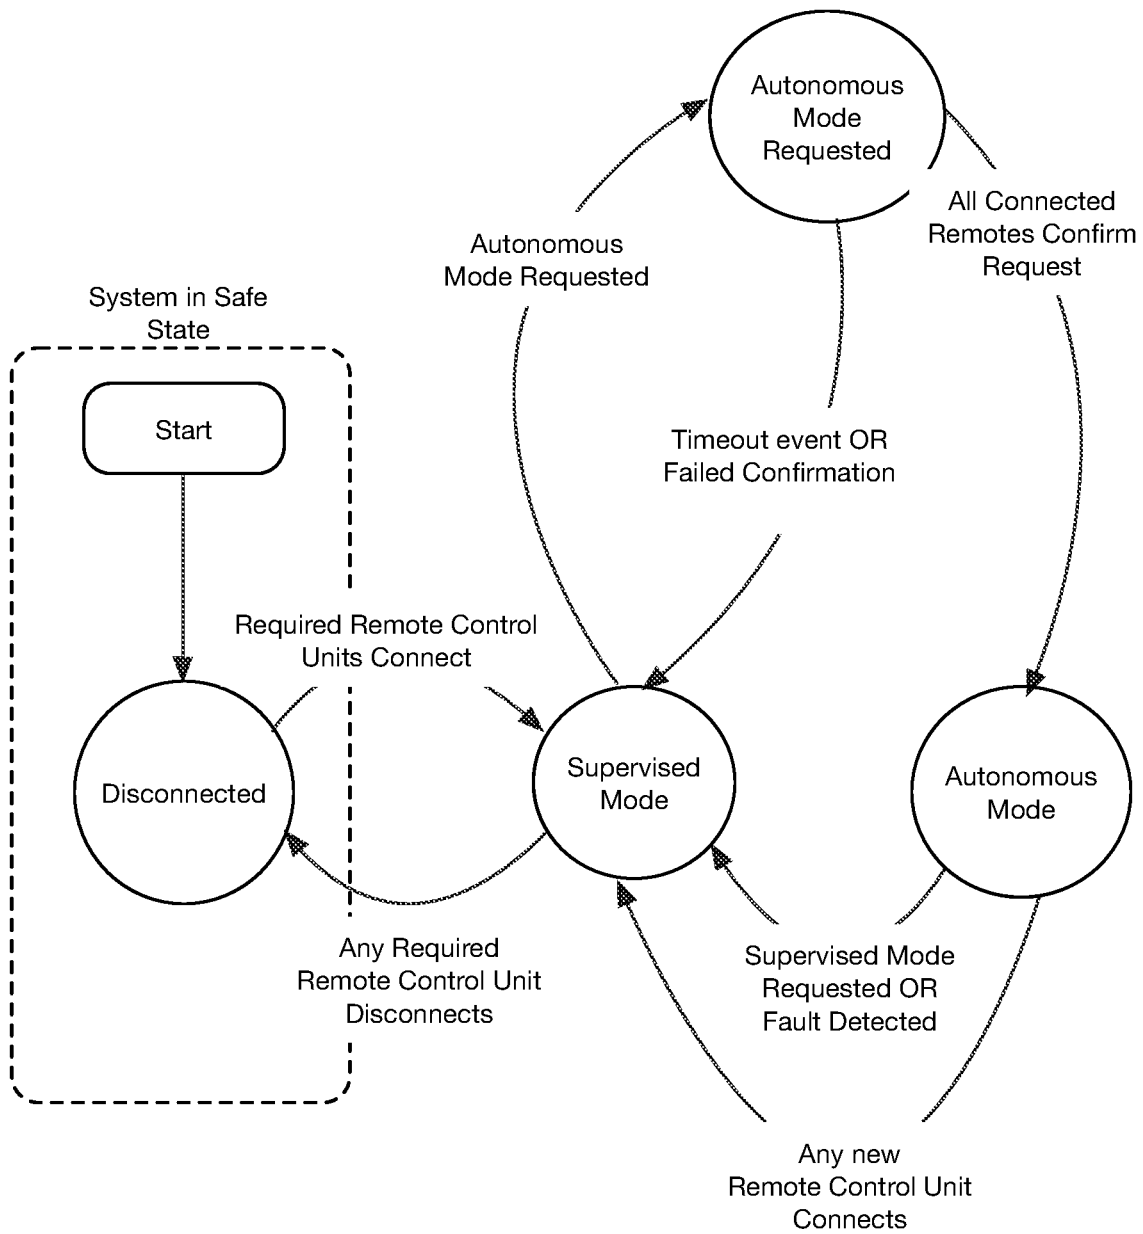 Autonomous
Mode
Requested
All Connected
Remotes Confirm
Request
Autonomous
Mode Requested
System in Safe
State
Start
Timeout event OR
Failed Confirmation
Required Remote Control
Units Connect
Disconnected
Supervised
Mode
Autonomous
Mode
Any Required
Remote Control Unit
Disconnects
Supervised Mode
Requested OR
Fault Detected
Any new
Remote Control Unit
Connects